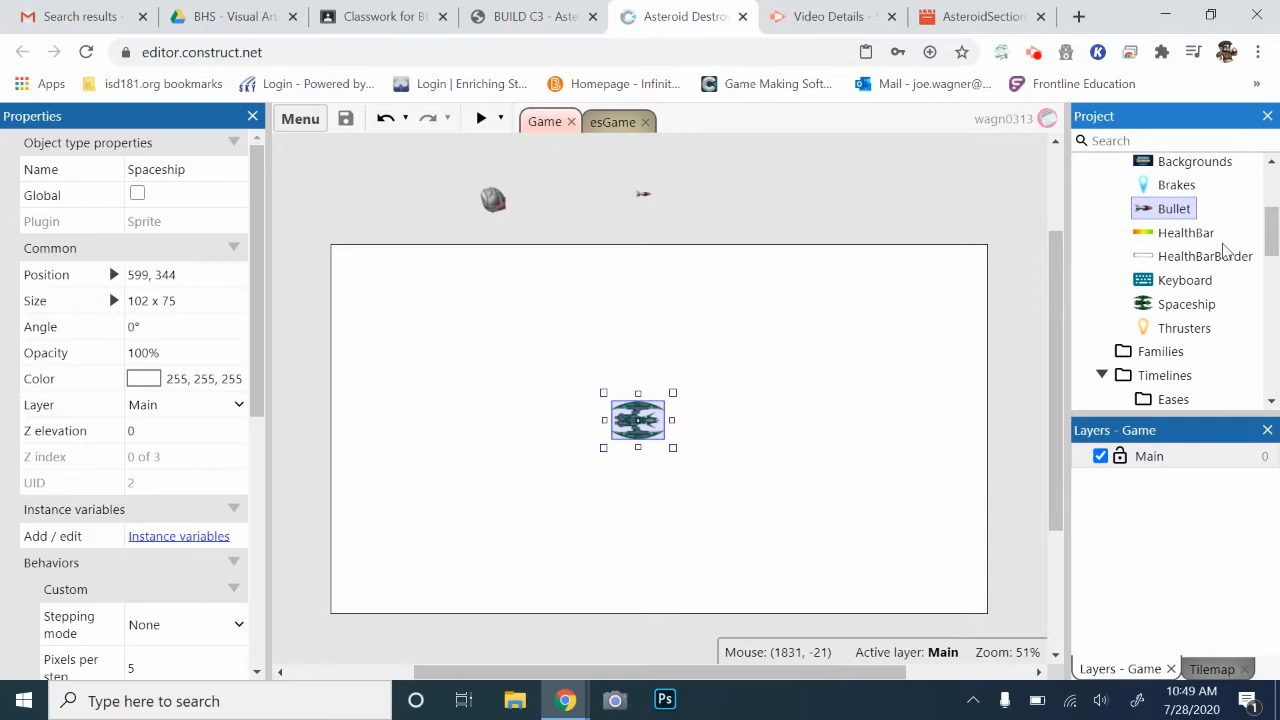 Search results -
BHS - Visual Art
Classwork for B
BUILD C3 - Aste
Asteroid Destro
Video Details -
AsteroidSection
editor.construct.net
Apps
isd181.org bookmarks
Login - Powered by...
Login | Enriching St...
Homepage - Infinit...
Game Making Soft...
Mail - joe.wagner@...
Frontline Education
»
Properties
Menu
Game
esGame
wagn0313
Project
Object type properties
Search
Name Spaceship
Backgrounds
Global
Brakes
Plugin Sprite
Bullet
Common
HealthBar
Position 599, 344
HealthBarBorder
Size 102 x 75
Keyboard
Angle 0°
Spaceship
Opacity 100%
Thrusters
Color 255, 255, 255
Families
Layer Main
Timelines
Z elevation 0
Eases
Z index 0 of 3
Layers - Game
UID 2
Main 0
Instance variables
Add / edit Instance variables
Behaviors
Custom
Stepping mode None
Pixels per step 5
Mouse: (1831, -21) Active layer: Main Zoom: 51%
Layers - Game
Tilemap
Type here to search
Ps
10:49 AM
7/28/2020
1